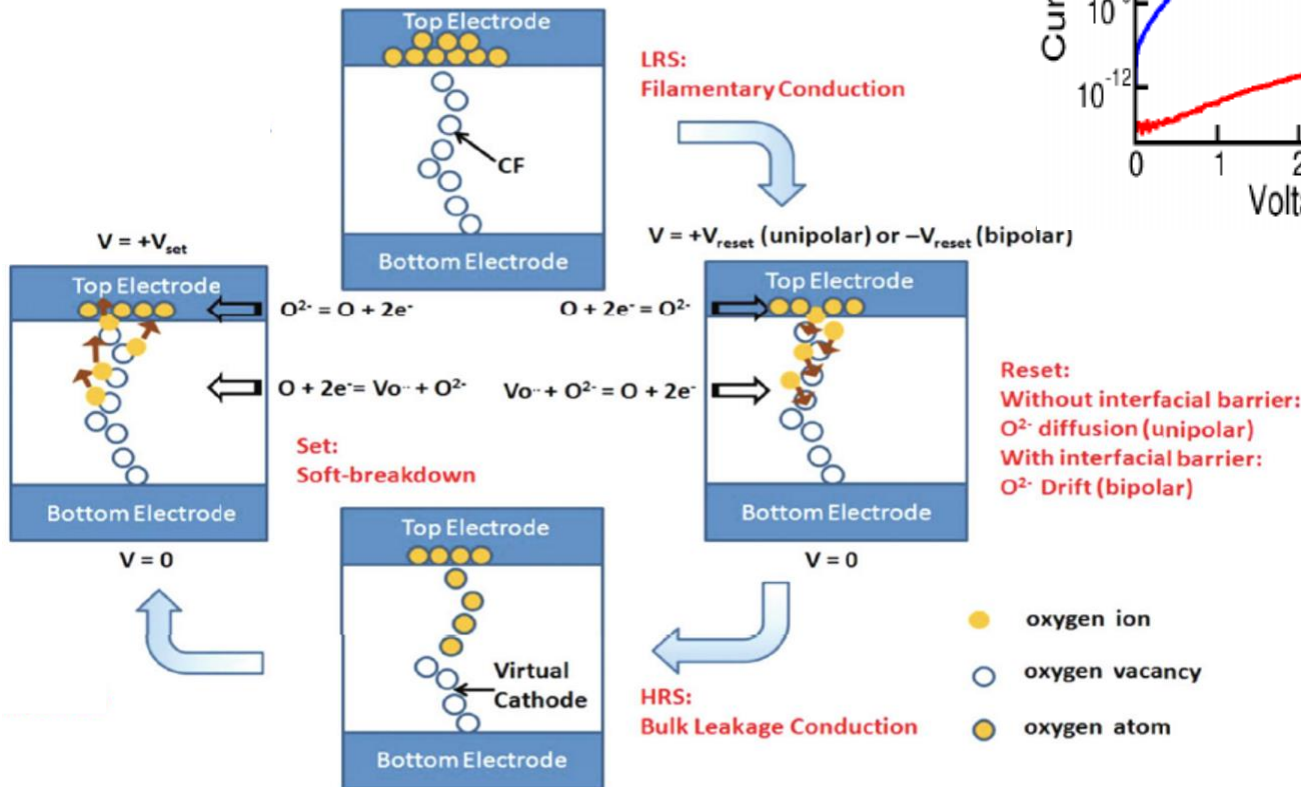 Top Electrode
CF
Bottom Electrode
LRS:
Filamentary Conduction
10
10⁻¹²
0
1
2
V = +Vset
Top Electrode
Bottom Electrode
V = 0
O²⁻ = O + 2e⁻
O + 2e⁻= Vo·· + O²⁻
Set:
Soft-breakdown
V = +Vreset (unipolar) or –Vreset (bipolar)
O + 2e⁻ = O²⁻
Vo·· + O²⁻ = O + 2e⁻
Top Electrode
Bottom Electrode
V = 0
Reset:
Without interfacial barrier:
O²⁻ diffusion (unipolar)
With interfacial barrier:
O²⁻ Drift (bipolar)
Top Electrode
Virtual
Cathode
Bottom Electrode
HRS:
Bulk Leakage Conduction
oxygen ion
oxygen vacancy
oxygen atom